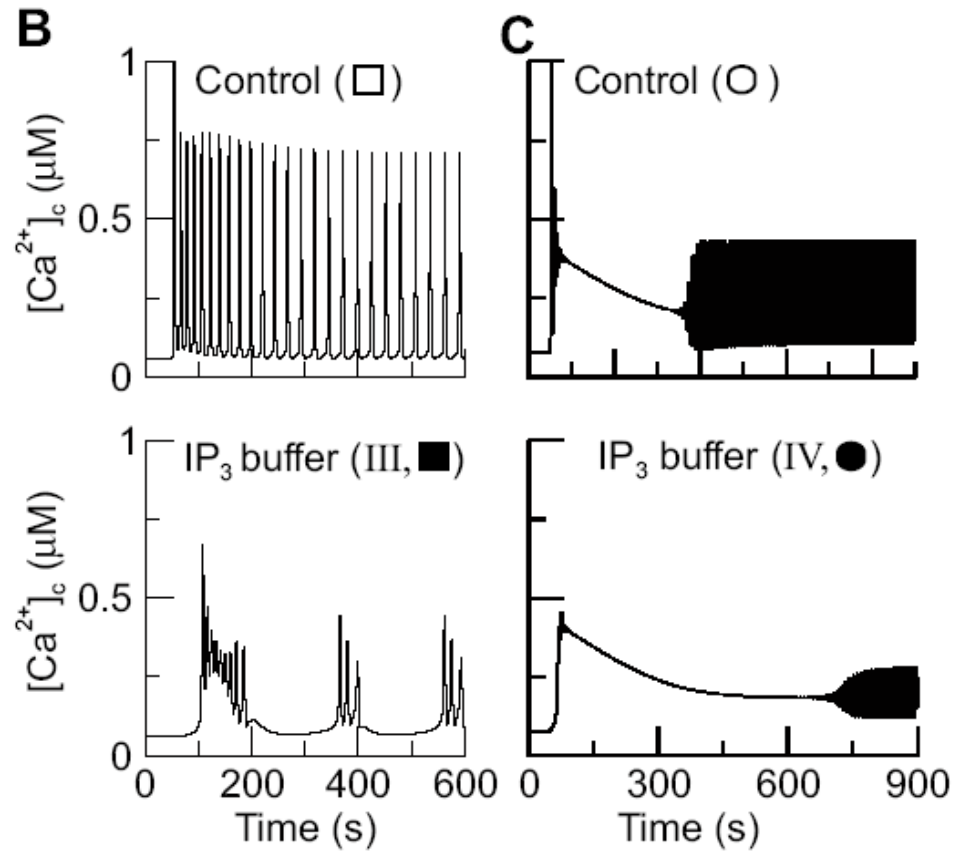 B
Control ( □ )
[Ca2+]c (μM)
1
0.5
0
C
Control ( ○ )
IP3 buffer (III, ■)
[Ca2+]c (μM)
1
0.5
0
0 200 400 600
Time (s)
IP3 buffer (IV, ●)
0 300 600 900
Time (s)